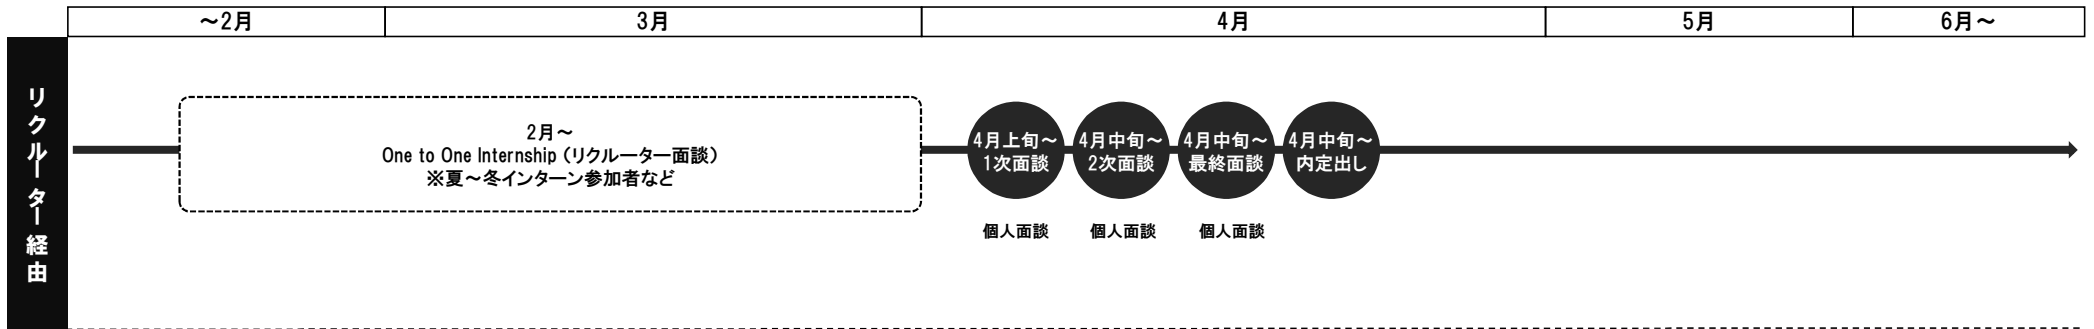 ～2月
3月
4月
5月
6月～
リクルーター経由
2月～
One to One Internship（リクルーター面談）
※夏～冬インターン参加者など
4月上旬～
1次面談
4月中旬～
2次面談
4月中旬～
最終面談
4月中旬～
内定出し
個人面談
個人面談
個人面談